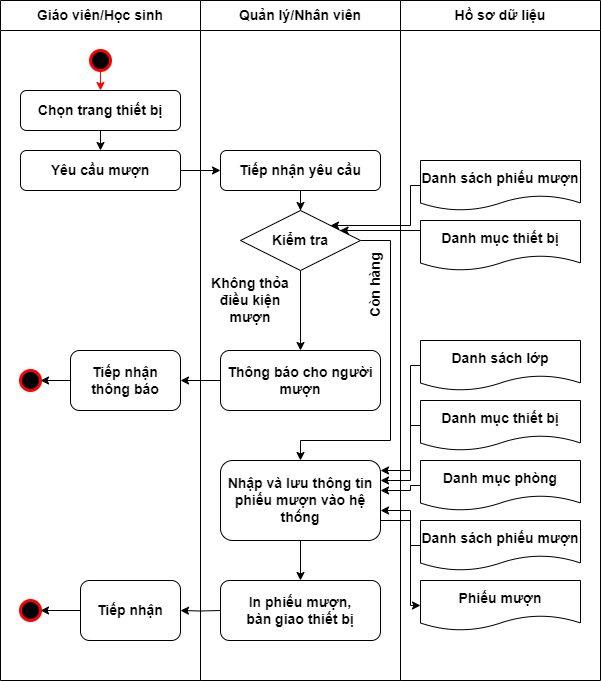 Giáo viên/Học sinh
Quản lý/Nhân viên
Hồ sơ dữ liệu
Chọn trang thiết bị
Yêu cầu mượn
Tiếp nhận yêu cầu
Danh sách phiếu mượn
Kiểm tra
Danh mục thiết bị
Không thỏa
điều kiện
mượn
Còn hàng
Tiếp nhận
thông báo
Thông báo cho người
mượn
Danh sách lớp
Danh mục thiết bị
Nhập và lưu thông tin
phiếu mượn vào hệ
thống
Danh mục phòng
Danh sách phiếu mượn
Tiếp nhận
In phiếu mượn,
bàn giao thiết bị
Phiếu mượn